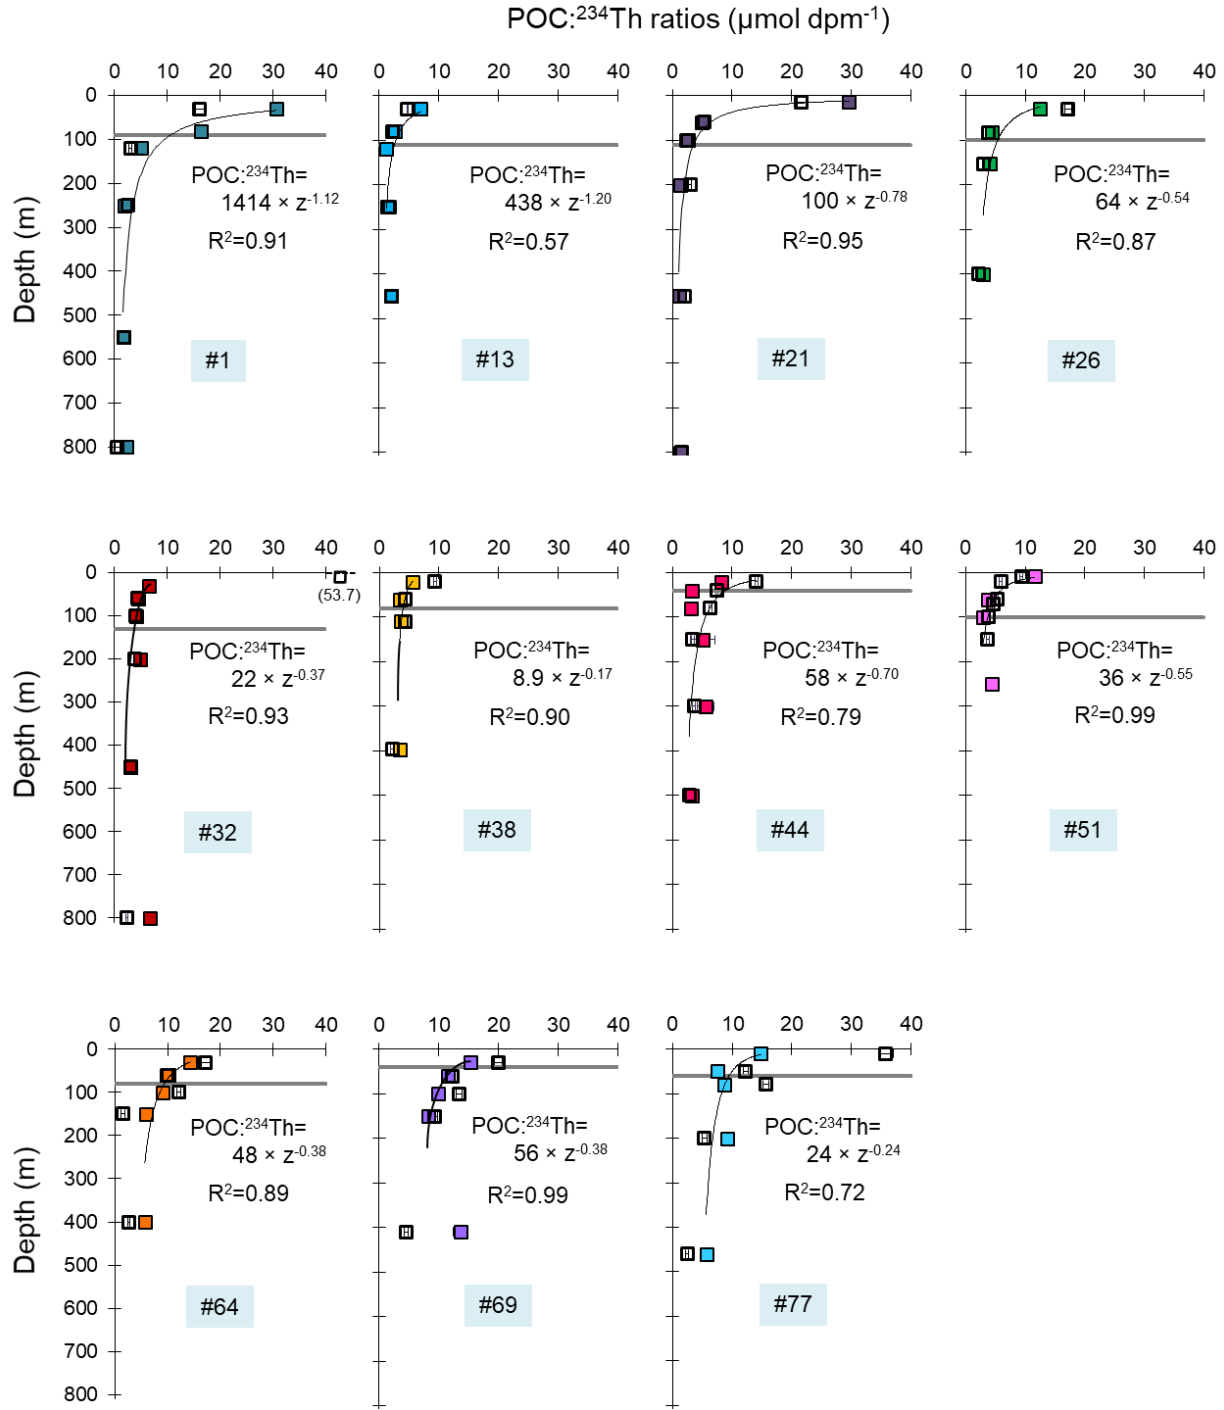 POC:²³⁴Th ratios (µmol dpm⁻¹)
0 10 20 30 40 0 10 20 30 40 0 10 20 30 40 0 10 20 30 40
0
100
200
300
400
500
600
700
800
Depth (m)
POC:²³⁴Th=
1414 × z⁻¹·¹²
R²=0.91
#1
POC:²³⁴Th=
438 × z⁻¹·²⁰
R²=0.57
#13
POC:²³⁴Th=
100 × z⁻⁰·⁷⁸
R²=0.95
#21
POC:²³⁴Th=
64 × z⁻⁰·⁵⁴
R²=0.87
#26
0 10 20 30 40 0 10 20 30 40 0 10 20 30 40 0 10 20 30 40
0
100
200
300
400
500
600
700
800
Depth (m)
(53.7)
POC:²³⁴Th=
22 × z⁻⁰·³⁷
R²=0.93
#32
POC:²³⁴Th=
8.9 × z⁻⁰·¹⁷
R²=0.90
#38
POC:²³⁴Th=
58 × z⁻⁰·⁷⁰
R²=0.79
#44
POC:²³⁴Th=
36 × z⁻⁰·⁵⁵
R²=0.99
#51
0 10 20 30 40 0 10 20 30 40 0 10 20 30 40
0
100
200
300
400
500
600
700
800
Depth (m)
POC:²³⁴Th=
48 × z⁻⁰·³⁸
R²=0.89
#64
POC:²³⁴Th=
56 × z⁻⁰·³⁸
R²=0.99
#69
POC:²³⁴Th=
24 × z⁻⁰·²⁴
R²=0.72
#77